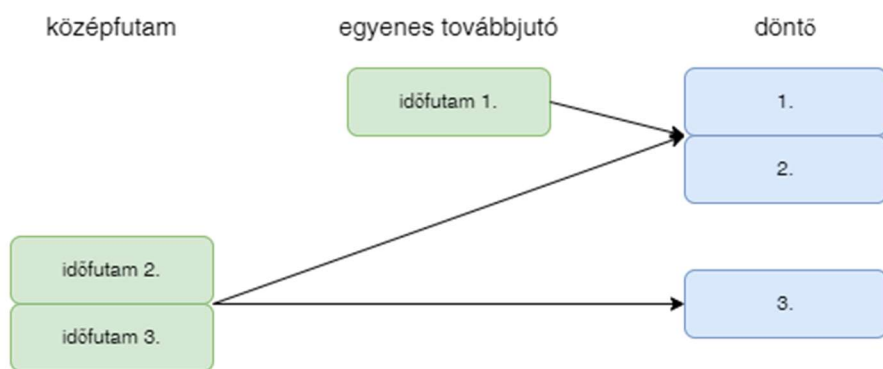 középfutam
egyenes továbbjutó
döntő
időfutam 1.
1.
2.
időfutam 2.
időfutam 3.
3.